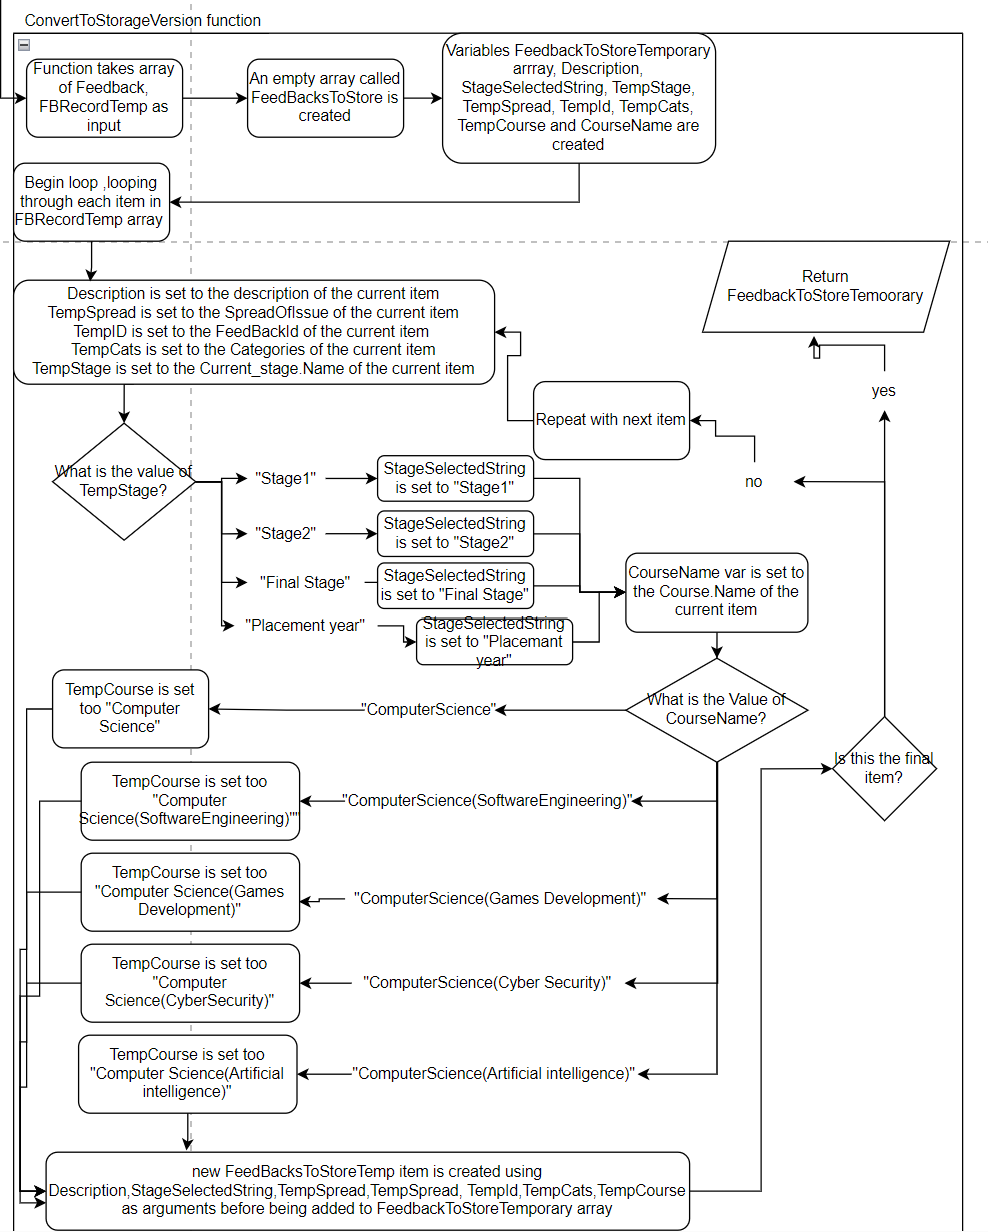 ConvertToStorageVersion function
Function takes array
of Feedback,
FBRecordTemp as
input
An empty array called
FeedBacksToStore is
created
Variables FeedbackToStoreTemporary
arrray, Description,
StageSelectedString, TempStage,
TempSpread, TempId, TempCats,
TempCourse and CourseName are
created
Begin loop ,looping
through each item in
FBRecordTemp array
Return
FeedbackToStoreTemoorary
Description is set to the description of the current item
TempSpread is set to the SpreadOfIssue of the current item
TempID is set to the FeedBackId of the current item
TempCats is set to the Categories of the current item
TempStage is set to the Current_stage.Name of the current item
yes
Repeat with next item
no
What is the value of
TempStage?
"Stage1"
StageSelectedString
is set to "Stage1"
"Stage2"
StageSelectedString
is set to "Stage2"
"Final Stage"
StageSelectedString
is set to "Final Stage"
"Placement year"
StageSelectedString
is set to "Placemant
year"
CourseName var is set to
the Course.Name of the
current item
What is the Value of
CourseName?
Is this the final
item?
"ComputerScience"
TempCourse is set
too "Computer
Science"
"ComputerScience(SoftwareEngineering)"
TempCourse is set too
"Computer
Science(SoftwareEngineering)""
"ComputerScience(Games Development)"
TempCourse is set too
"Computer Science(Games
Development)"
"ComputerScience(Cyber Security)"
TempCourse is set too
"Computer
Science(CyberSecurity)"
"ComputerScience(Artificial intelligence)"
TempCourse is set too
"Computer Science(Artificial
intelligence)"
new FeedBacksToStoreTemp item is created using
Description,StageSelectedString,TempSpread,TempSpread, TempId,TempCats,TempCourse
as arguments before being added to FeedbackToStoreTemporary array